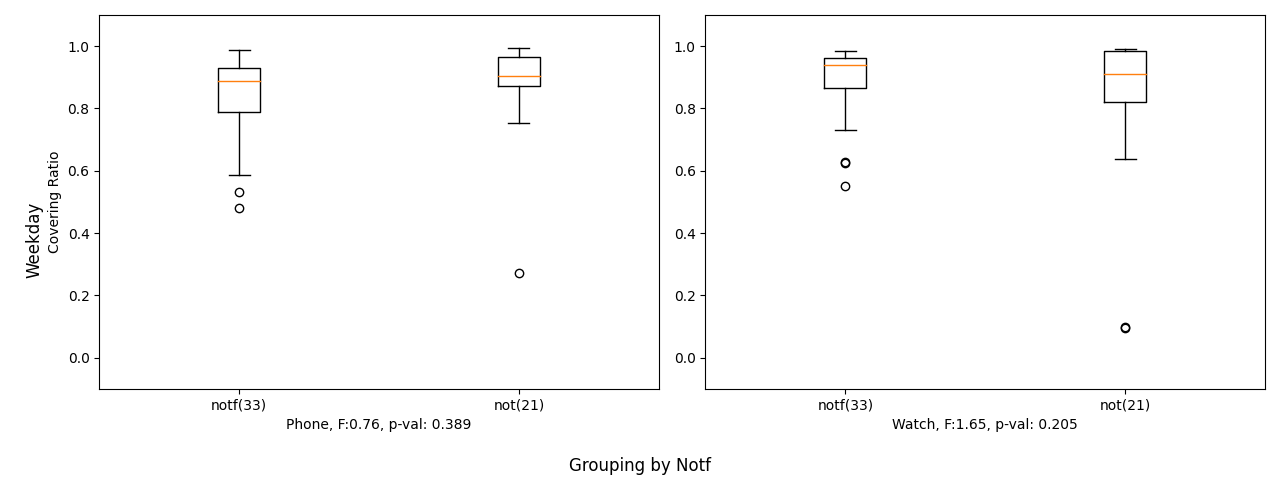 Weekday
Covering Ratio
1.0
0.8
0.6
0.4
0.2
0.0
notf(33)
not(21)
Phone, F:0.76, p-val: 0.389
1.0
0.8
0.6
0.4
0.2
0.0
notf(33)
not(21)
Watch, F:1.65, p-val: 0.205
Grouping by Notf